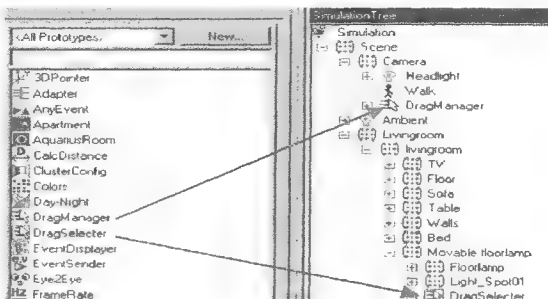 <All Prototypes>
New...
3DPointer
Adapter
AnyEvent
Apartment
AquariusRoom
CalcDistance
ClusterConfig
Colors
Day-Night
DragManager
DragSelecter
EventDisplayer
EventSender
Eye2Eye
FrameRate
SimulationTree
Simulation
Scene
Camera
Headlight
Walk
DragManager
Ambient
Livingroom
livingroom
TV
Floor
Sofa
Table
Walls
Bed
Movable floorlamp
Floorlamp
Light_Spot01
DragSelecter